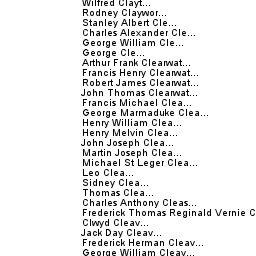 Wilfred Clayt...
Rodney Claywor...
Stanley Albert Cle...
Charles Alexander Cle...
George William Cle...
George Cle...
Arthur Frank Clearwat...
Francis Henry Clearwat...
Robert James Clearwat...
John Thomas Clearwat...
Francis Michael Clea...
George Marmaduke Clea...
Henry William Clea...
Henry Melvin Clea...
John Joseph Clea...
Martin Joseph Clea...
Michael St Leger Clea...
Leo Clea...
Sidney Clea...
Thomas Clea...
Charles Anthony Cleas...
Frederick Thomas Reginald Vernie C
Clwyd Cleav...
Jack Day Cleav...
Frederick Herman Cleav...
George William Cleav...